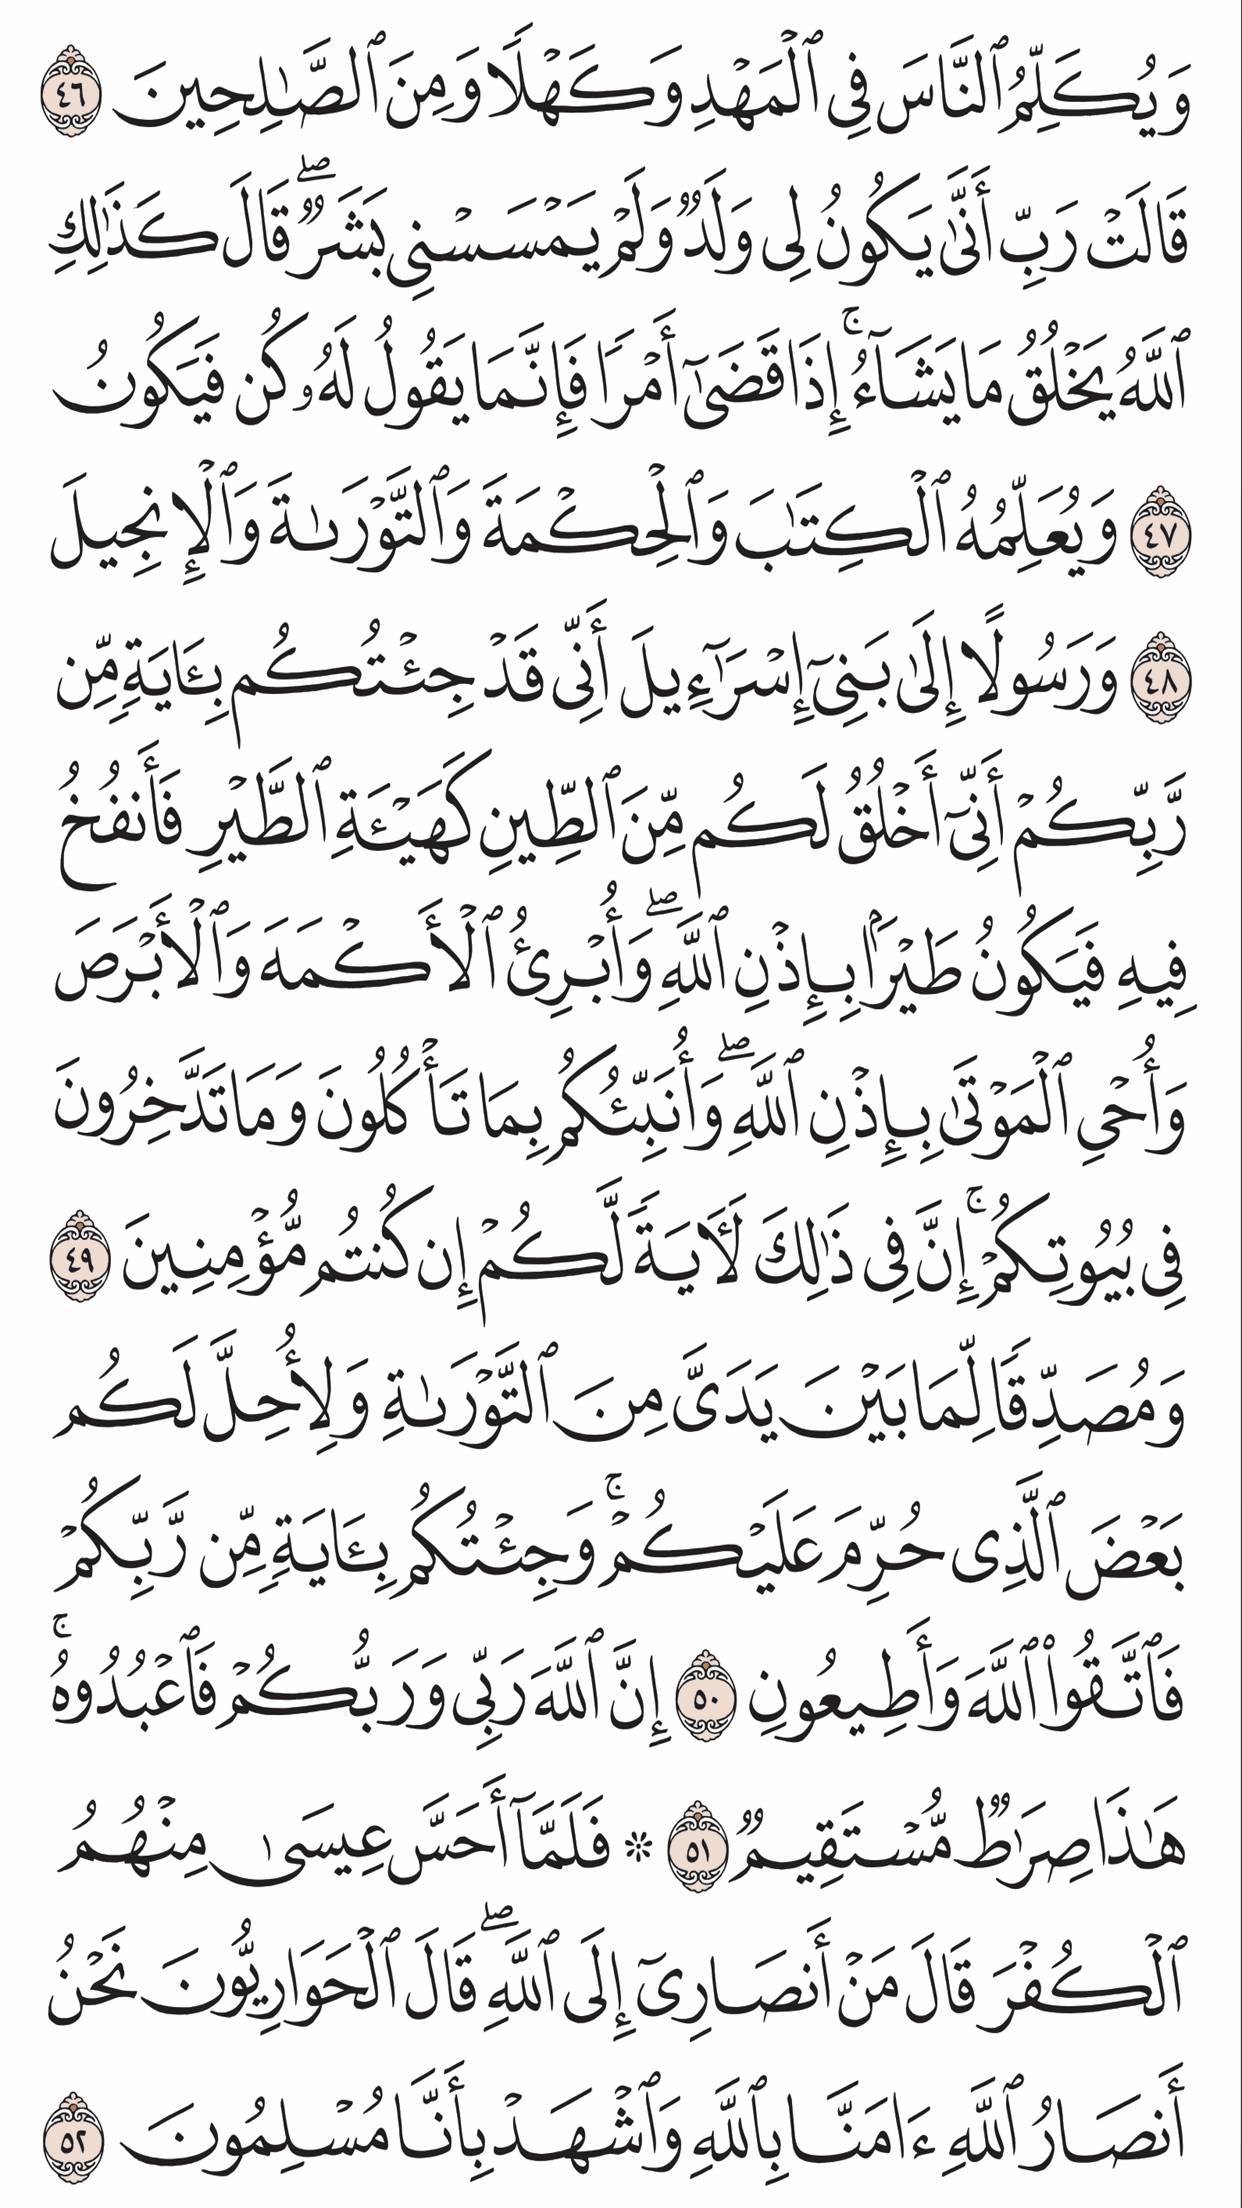 وَيُكَلِّمُ ٱلنَّاسَ فِي ٱلۡمَهۡدِ وَكَهۡلٗا وَمِنَ ٱلصَّٰلِحِينَ ٤٦
قَالَتۡ رَبِّ أَنَّىٰ يَكُونُ لِي وَلَدٞ وَلَمۡ يَمۡسَسۡنِي بَشَرٞۖ قَالَ كَذَٰلِكِ
ٱللَّهُ يَخۡلُقُ مَا يَشَآءُۚ إِذَا قَضَىٰٓ أَمۡرٗا فَإِنَّمَا يَقُولُ لَهُۥ كُن فَيَكُونُ
٤٧ وَيُعَلِّمُهُ ٱلۡكِتَٰبَ وَٱلۡحِكۡمَةَ وَٱلتَّوۡرَىٰةَ وَٱلۡإِنجِيلَ
٤٨ وَرَسُولًا إِلَىٰ بَنِيٓ إِسۡرَٰٓءِيلَ أَنِّي قَدۡ جِئۡتُكُم بِـَٔايَةٖ مِّن
رَّبِّكُمۡ أَنِّيٓ أَخۡلُقُ لَكُم مِّنَ ٱلطِّينِ كَهَيۡـَٔةِ ٱلطَّيۡرِ فَأَنفُخُ
فِيهِ فَيَكُونُ طَيۡرَۢا بِإِذۡنِ ٱللَّهِۖ وَأُبۡرِئُ ٱلۡأَكۡمَهَ وَٱلۡأَبۡرَصَ
وَأُحۡيِ ٱلۡمَوۡتَىٰ بِإِذۡنِ ٱللَّهِۖ وَأُنَبِّئُكُم بِمَا تَأۡكُلُونَ وَمَا تَدَّخِرُونَ
فِي بُيُوتِكُمۡۚ إِنَّ فِي ذَٰلِكَ لَأٓيَةٗ لَّكُمۡ إِن كُنتُم مُّؤۡمِنِينَ ٤٩
وَمُصَدِّقٗا لِّمَا بَيۡنَ يَدَيَّ مِنَ ٱلتَّوۡرَىٰةِ وَلِأُحِلَّ لَكُم
بَعۡضَ ٱلَّذِي حُرِّمَ عَلَيۡكُمۡۚ وَجِئۡتُكُم بِـَٔايَةٖ مِّن رَّبِّكُمۡ
فَٱتَّقُواْ ٱللَّهَ وَأَطِيعُونِ ٥٠ إِنَّ ٱللَّهَ رَبِّي وَرَبُّكُمۡ فَٱعۡبُدُوهُۚ
هَٰذَا صِرَٰطٞ مُّسۡتَقِيمٞ ٥١ ۞ فَلَمَّآ أَحَسَّ عِيسَىٰ مِنۡهُمُ
ٱلۡكُفۡرَ قَالَ مَنۡ أَنصَارِيٓ إِلَى ٱللَّهِۖ قَالَ ٱلۡحَوَارِيُّونَ نَحۡنُ
أَنصَارُ ٱللَّهِ ءَامَنَّا بِٱللَّهِ وَٱشۡهَدۡ بِأَنَّا مُسۡلِمُونَ ٥٢